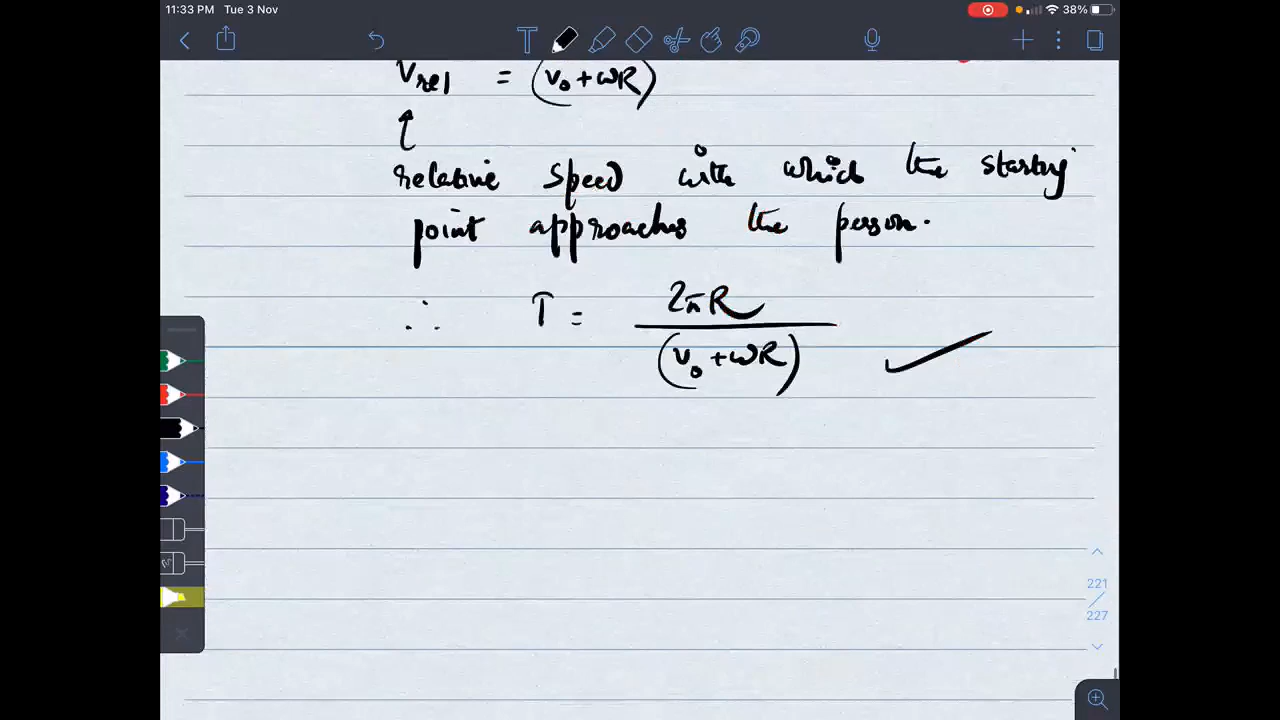 11:33 PM Tue 3 Nov 38%
v_rel = (v₀ + ωR)
relative speed with which the starting
point approaches the person.
∴ T = 2πR / (v₀ + ωR) ✓
221
227